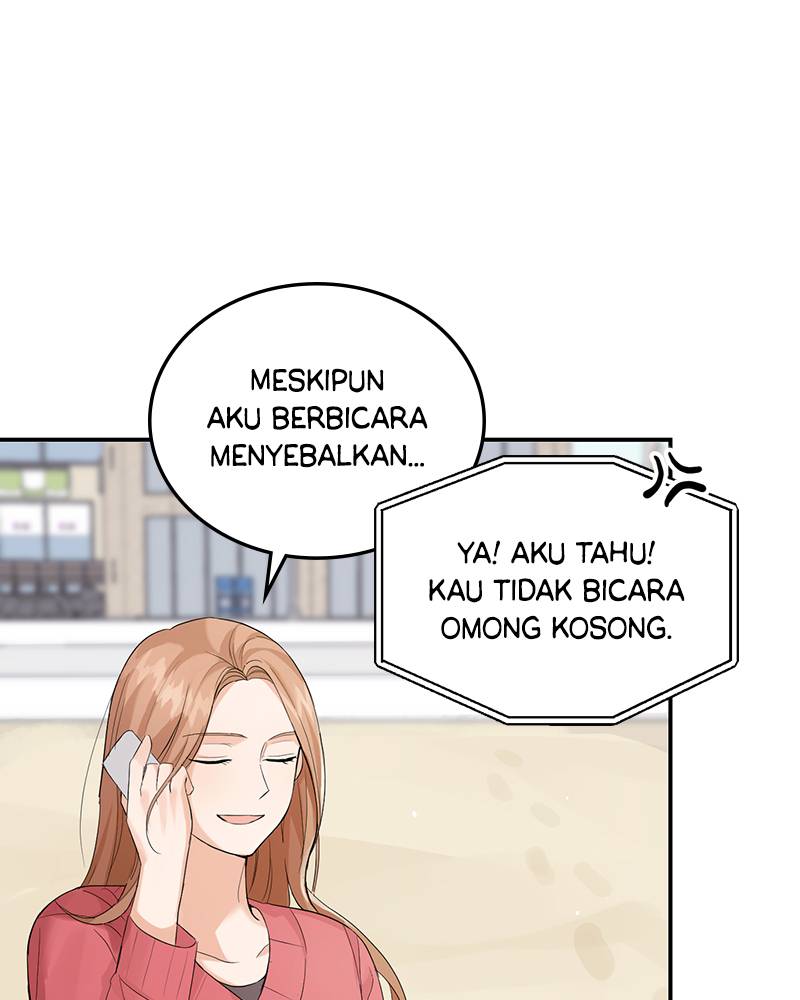 MESKIPUN
AKU BERBICARA
MENYEBALKAN...
YA! AKU TAHU!
KAU TIDAK BICARA
OMONG KOSONG.